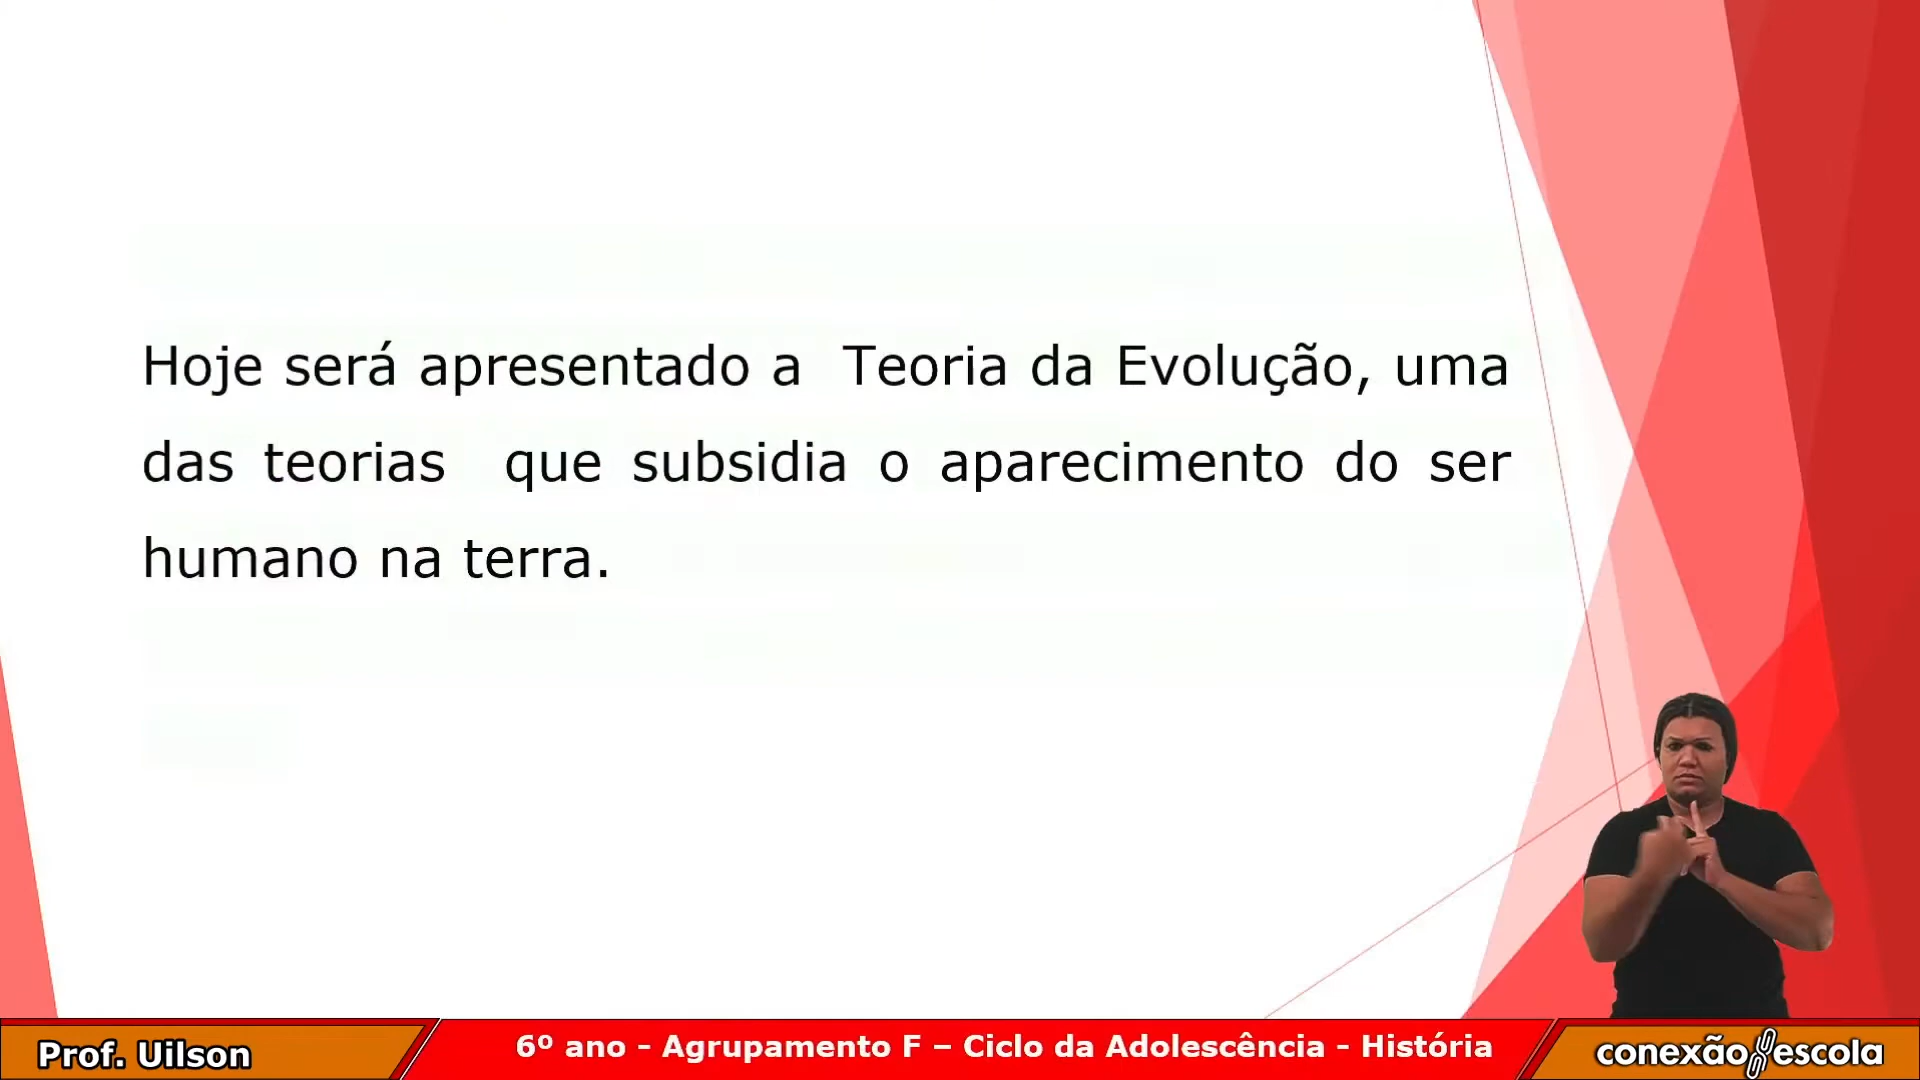 Hoje será apresentado a Teoria da Evolução, uma
das teorias que subsidia o aparecimento do ser
humano na terra.
Prof. Uilson
6º ano - Agrupamento F – Ciclo da Adolescência - História
conexão escola